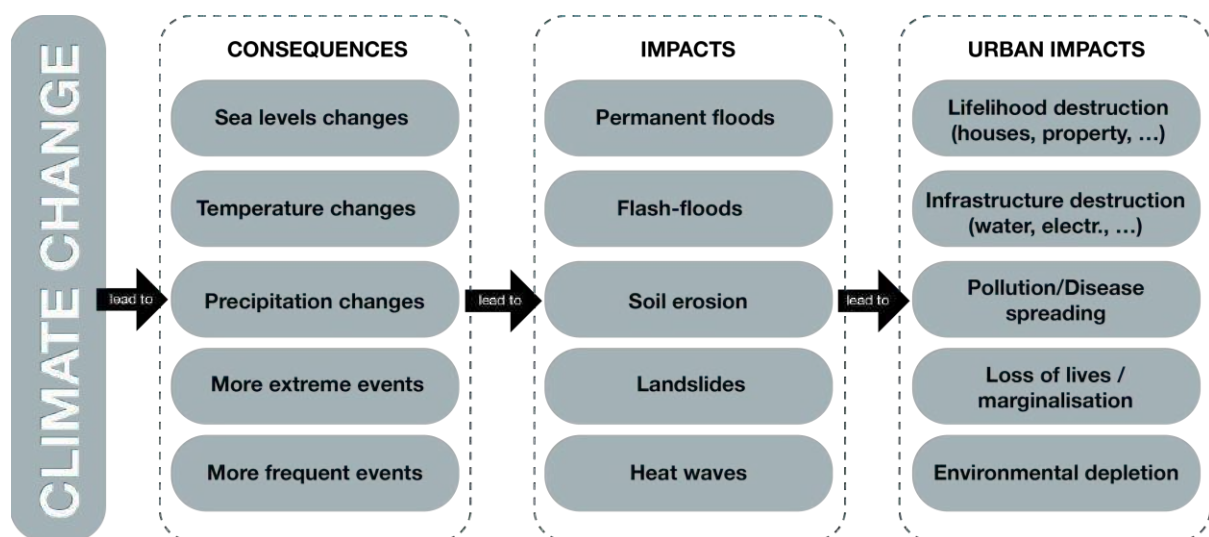 CLIMATE CHANGE
lead to
CONSEQUENCES
Sea levels changes
Temperature changes
Precipitation changes
More extreme events
More frequent events
lead to
IMPACTS
Permanent floods
Flash-floods
Soil erosion
Landslides
Heat waves
lead to
URBAN IMPACTS
Lifelihood destruction
(houses, property, ...)
Infrastructure destruction
(water, electr., ...)
Pollution/Disease
spreading
Loss of lives /
marginalisation
Environmental depletion